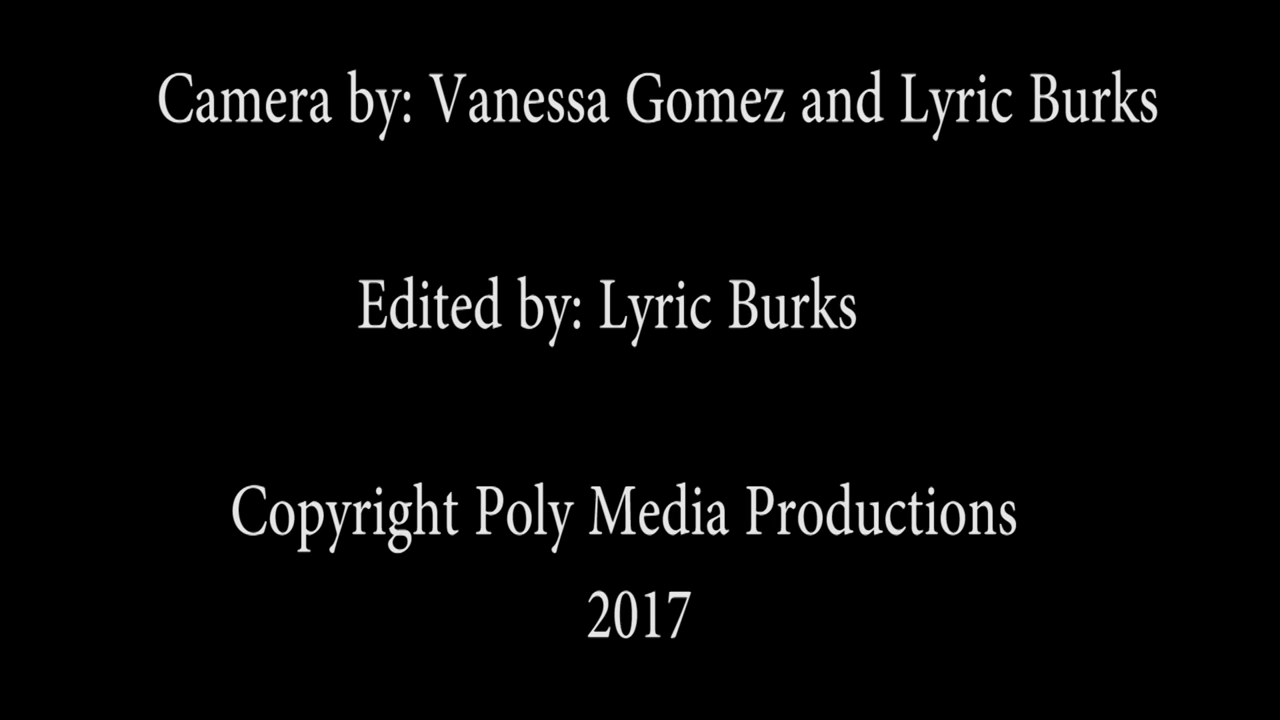 Camera by: Vanessa Gomez and Lyric Burks
Edited by: Lyric Burks
Copyright Poly Media Productions
2017